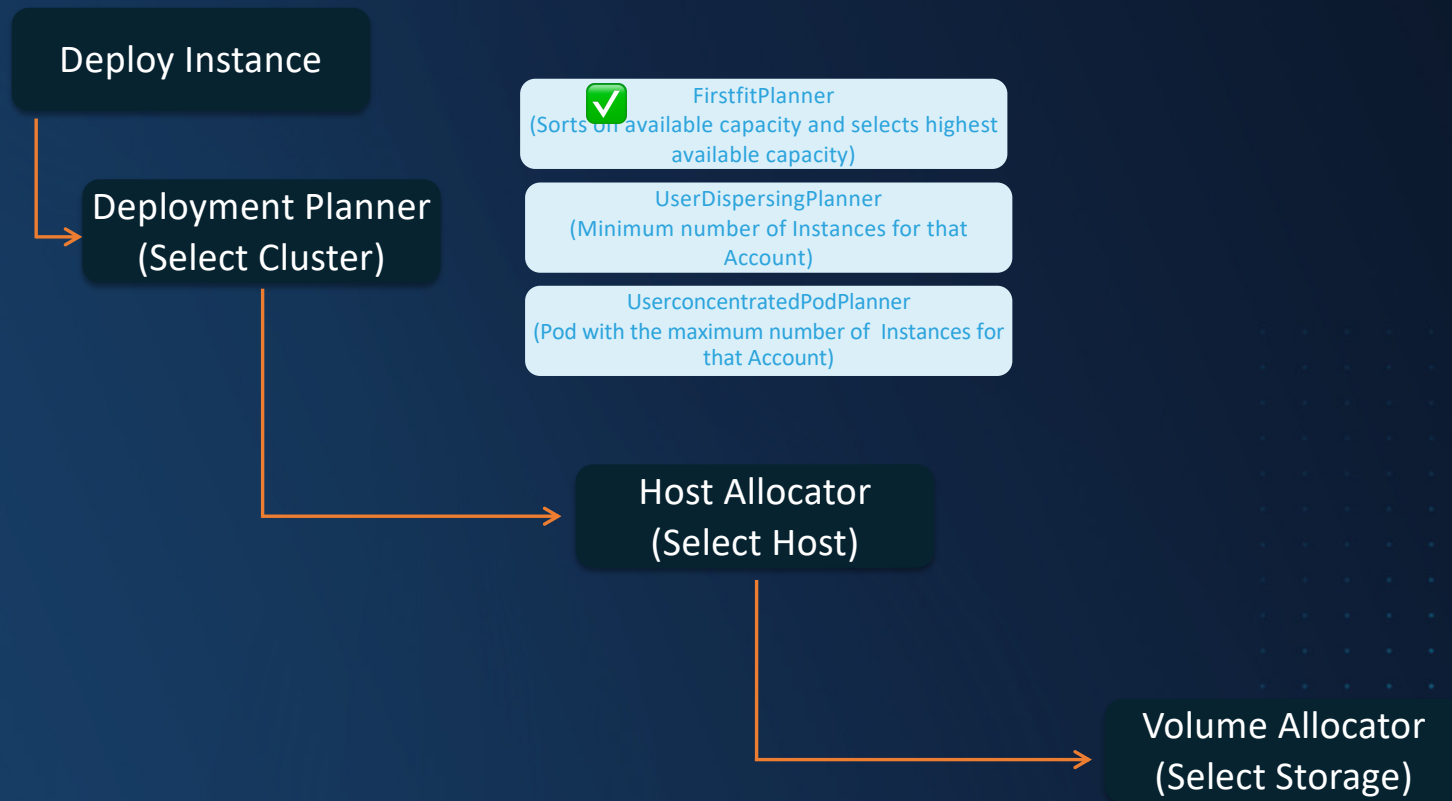 Deploy Instance
FirstfitPlanner
(Sorts on available capacity and selects highest
available capacity)
Deployment Planner
(Select Cluster)
UserDispersingPlanner
(Minimum number of Instances for that
Account)
UserconcentratedPodPlanner
(Pod with the maximum number of  Instances for
that Account)
Host Allocator
(Select Host)
Volume Allocator
(Select Storage)